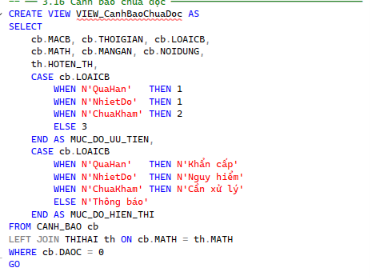 -- ── 3.16 Cảnh báo chưa đọc
CREATE VIEW VIEW_CanhBaoChuaDoc AS
SELECT
    cb.MACB, cb.THOIGIAN, cb.LOAICB,
    cb.MATH, cb.MANGAN, cb.NOIDUNG,
    th.HOTEN_TH,
    CASE cb.LOAICB
        WHEN N'QuaHan'   THEN 1
        WHEN N'NhietDo'  THEN 1
        WHEN N'ChuaKham' THEN 2
        ELSE 3
    END AS MUC_DO_UU_TIEN,
    CASE cb.LOAICB
        WHEN N'QuaHan'   THEN N'Khẩn cấp'
        WHEN N'NhietDo'  THEN N'Nguy hiểm'
        WHEN N'ChuaKham' THEN N'Cần xử lý'
        ELSE N'Thông báo'
    END AS MUC_DO_HIEN_THI
FROM CANH_BAO cb
LEFT JOIN THIHAI th ON cb.MATH = th.MATH
WHERE cb.DADOC = 0
GO